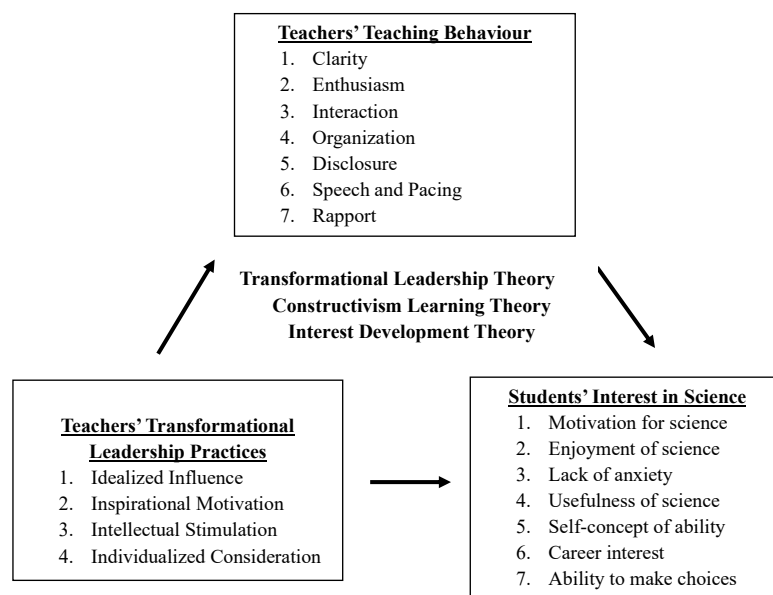 Teachers’ Teaching Behaviour
1. Clarity
2. Enthusiasm
3. Interaction
4. Organization
5. Disclosure
6. Speech and Pacing
7. Rapport
Transformational Leadership Theory
Constructivism Learning Theory
Interest Development Theory
Teachers’ Transformational
Leadership Practices
1. Idealized Influence
2. Inspirational Motivation
3. Intellectual Stimulation
4. Individualized Consideration
Students’ Interest in Science
1. Motivation for science
2. Enjoyment of science
3. Lack of anxiety
4. Usefulness of science
5. Self-concept of ability
6. Career interest
7. Ability to make choices